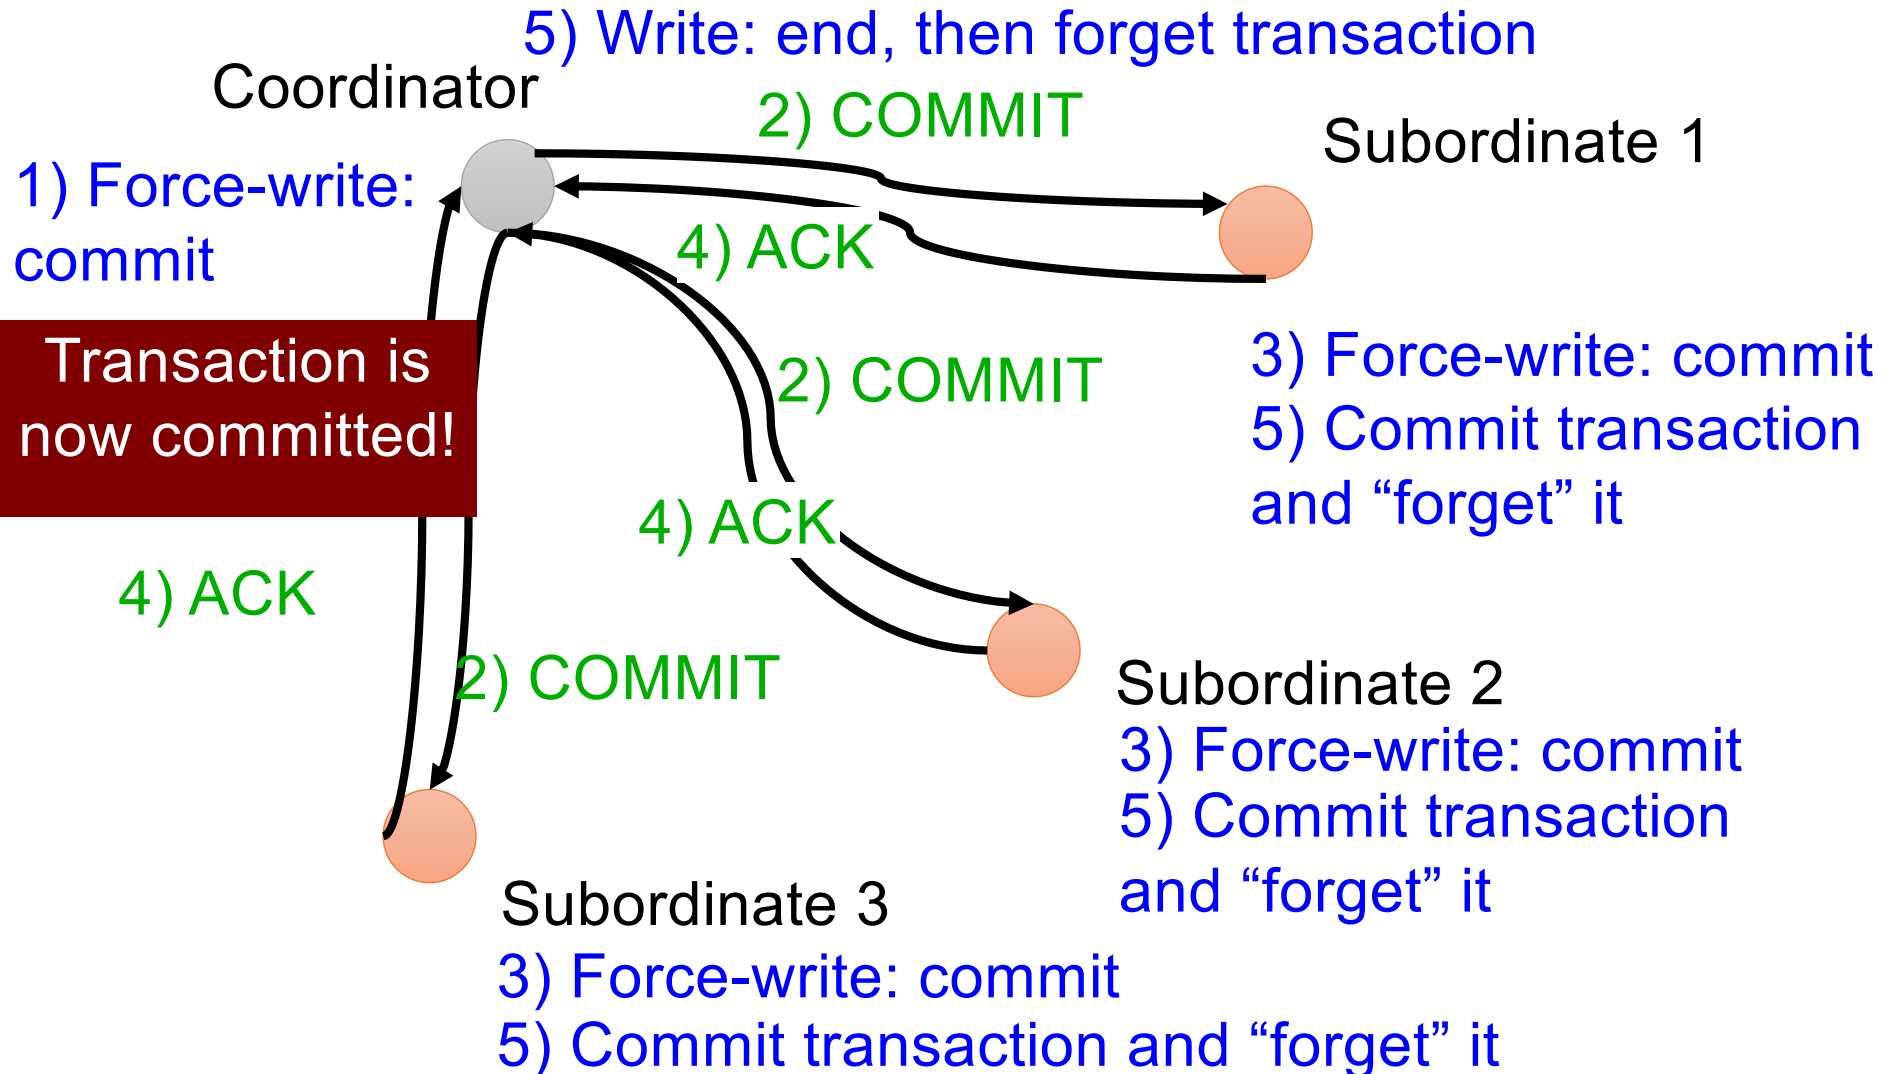 5) Write: end, then forget transaction
Coordinator
2) COMMIT
Subordinate 1
1) Force-write:
commit
4) ACK
Transaction is
now committed!
2) COMMIT
3) Force-write: commit
5) Commit transaction
and “forget” it
4) ACK
4) ACK
2) COMMIT
Subordinate 2
3) Force-write: commit
5) Commit transaction
and “forget” it
Subordinate 3
3) Force-write: commit
5) Commit transaction and “forget” it